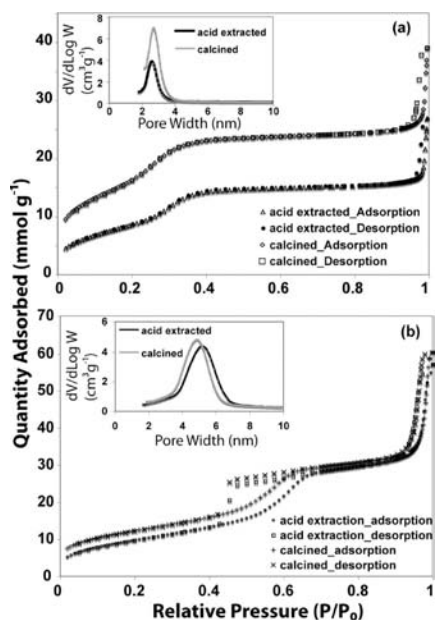 (a)
dV/dLog W
(cm³g⁻¹)
8
6
4
2
0
acid extracted
calcined
0 2 4 6 8 10
Pore Width (nm)
40
30
20
10
0
acid extracted_Adsorption
acid extracted_Desorption
calcined_Adsorption
calcined_Desorption
0 0.2 0.4 0.6 0.8 1
Quantity Adsorbed (mmol g⁻¹)
(b)
dV/dLog W
(cm³g⁻¹)
6
4
2
0
acid extracted
calcined
0 2 4 6 8 10
Pore Width (nm)
70
60
50
40
30
20
10
0
acid extraction_adsorption
acid extraction_desorption
calcined_adsorption
calcined_desorption
0 0.2 0.4 0.6 0.8 1
Relative Pressure (P/P₀)